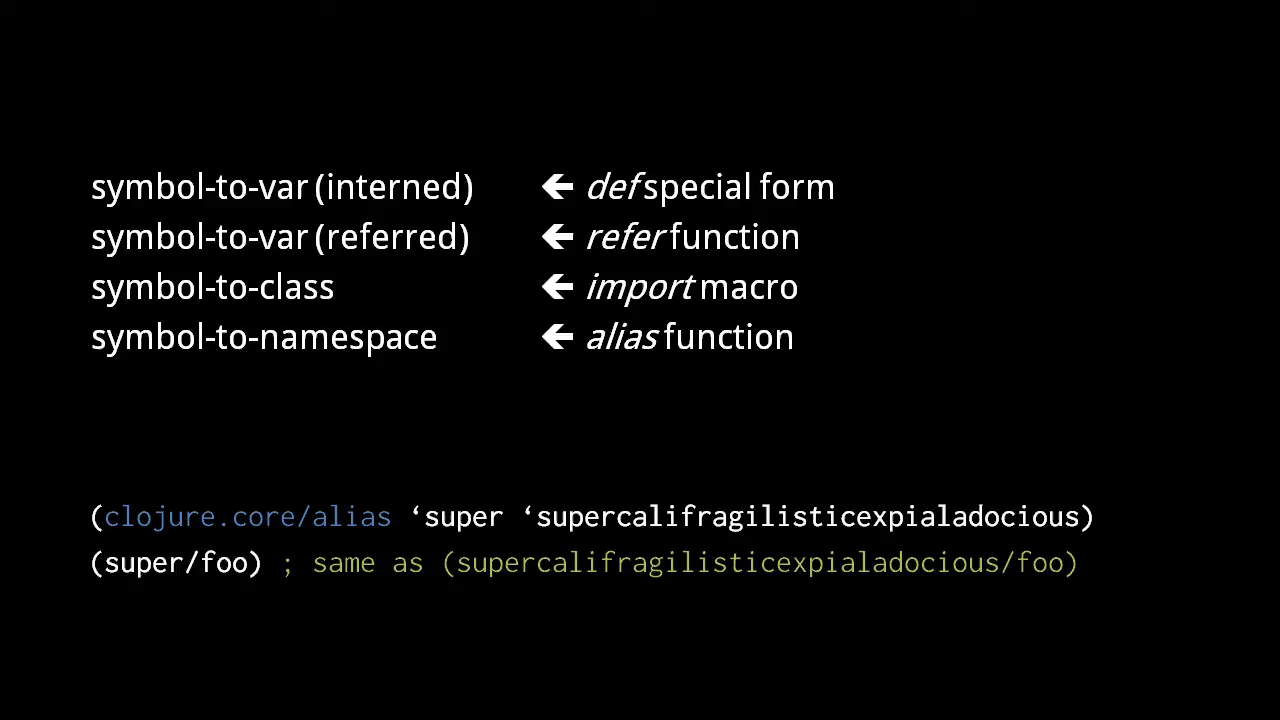 symbol-to-var (interned) 🡸 def special form
symbol-to-var (referred) 🡸 refer function
symbol-to-class 🡸 import macro
symbol-to-namespace 🡸 alias function
(clojure.core/alias ‘super ‘supercalifragilisticexpialadocious)
(super/foo) ; same as (supercalifragilisticexpialadocious/foo)